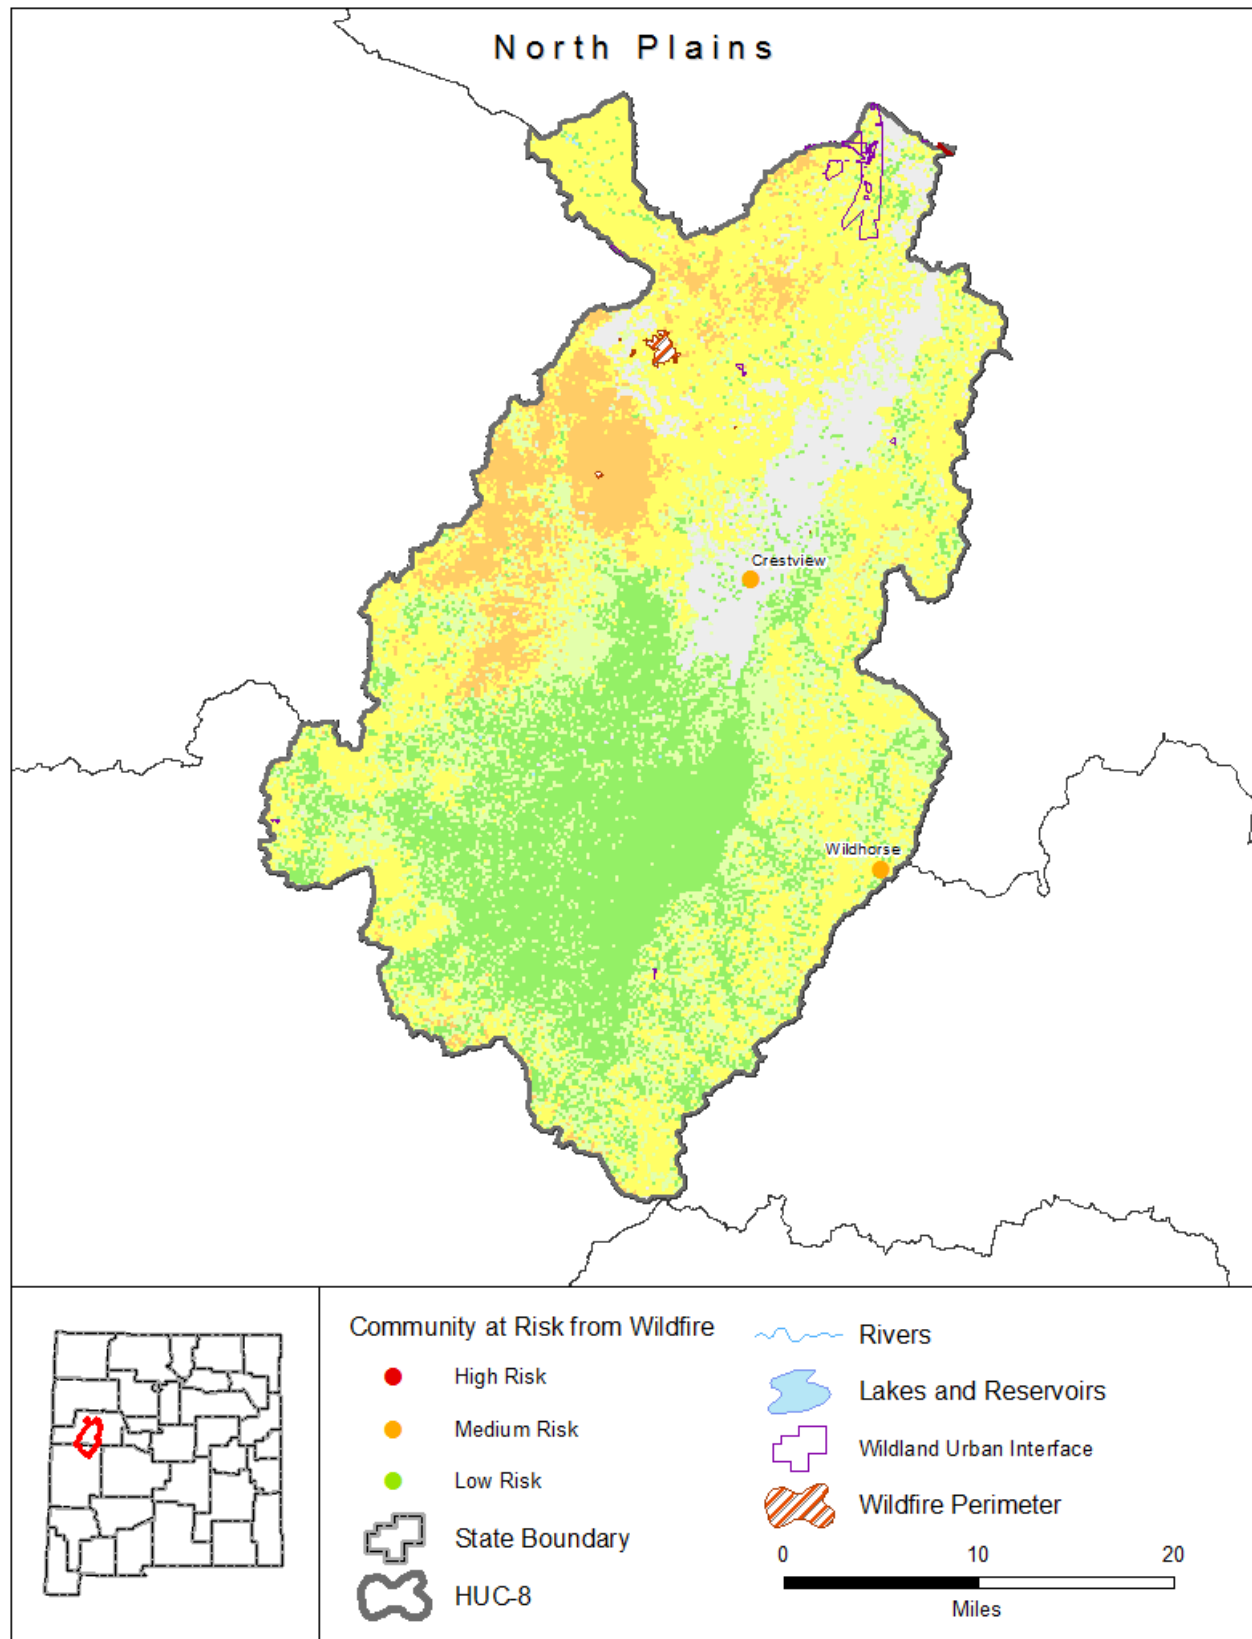 North Plains
Crestview
Wildhorse
Community at Risk from Wildfire
High Risk
Medium Risk
Low Risk
State Boundary
HUC-8
Rivers
Lakes and Reservoirs
Wildland Urban Interface
Wildfire Perimeter
0 10 20
Miles